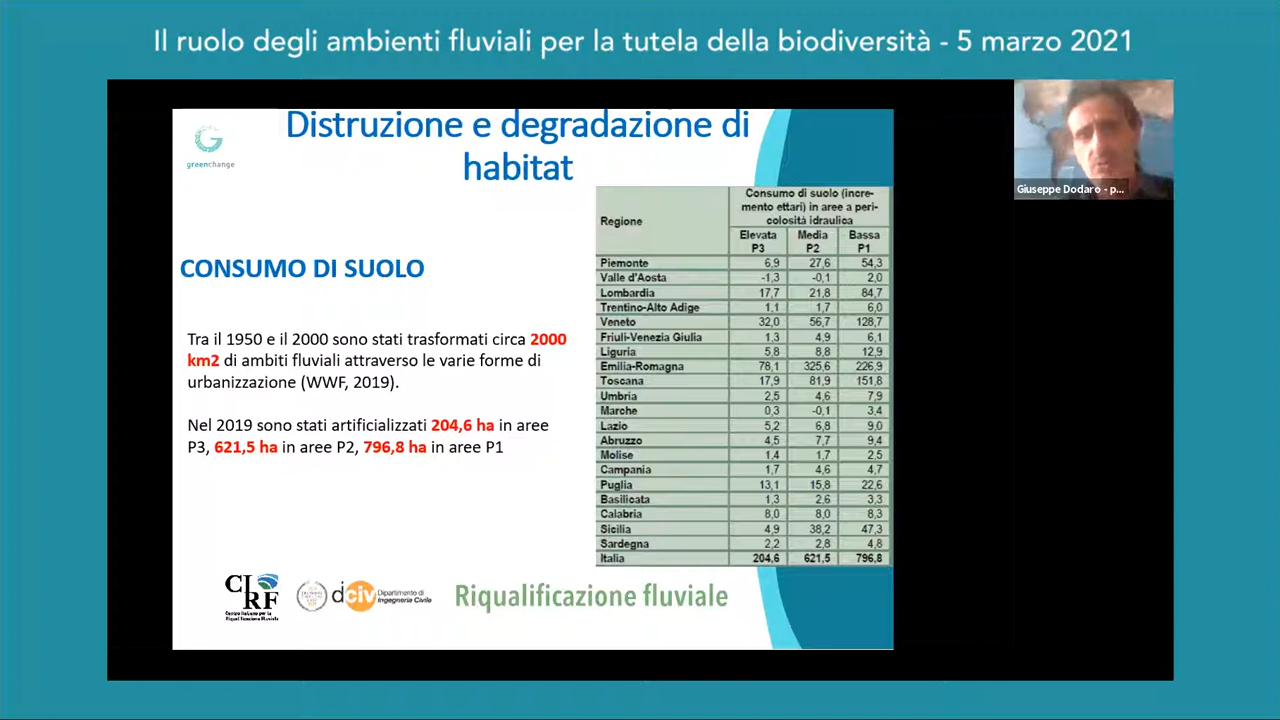 Il ruolo degli ambienti fluviali per la tutela della biodiversità - 5 marzo 2021
greenchange
Distruzione e degradazione di
habitat
Giuseppe Dodaro - p...
CONSUMO DI SUOLO
Tra il 1950 e il 2000 sono stati trasformati circa 2000
km2 di ambiti fluviali attraverso le varie forme di
urbanizzazione (WWF, 2019).
Nel 2019 sono stati artificializzati 204,6 ha in aree
P3, 621,5 ha in aree P2, 796,8 ha in aree P1
Regione
Consumo di suolo (incre-
mento ettari) in aree a peri-
colosità idraulica
Elevata Media Bassa
P3 P2 P1
Piemonte 6,9 27,6 54,3
Valle d'Aosta -1,3 -0,1 2,0
Lombardia 17,7 21,8 84,7
Trentino-Alto Adige 1,1 1,7 6,0
Veneto 32,0 56,7 128,7
Friuli-Venezia Giulia 1,3 4,9 6,1
Liguria 5,8 8,8 12,9
Emilia-Romagna 78,1 325,6 226,9
Toscana 17,9 81,9 151,8
Umbria 2,5 4,6 7,9
Marche 0,3 -0,1 3,4
Lazio 5,2 6,8 9,0
Abruzzo 4,5 7,7 9,4
Molise 1,4 1,7 2,5
Campania 1,7 4,6 4,7
Puglia 13,1 15,8 22,6
Basilicata 1,3 2,6 3,3
Calabria 8,0 8,0 8,3
Sicilia 4,9 38,2 47,3
Sardegna 2,2 2,8 4,8
Italia 204,6 621,5 796,8
CIRF
Centro Italiano per la
Riqualificazione Fluviale
dciv
Dipartimento di
Ingegneria Civile
Riqualificazione fluviale